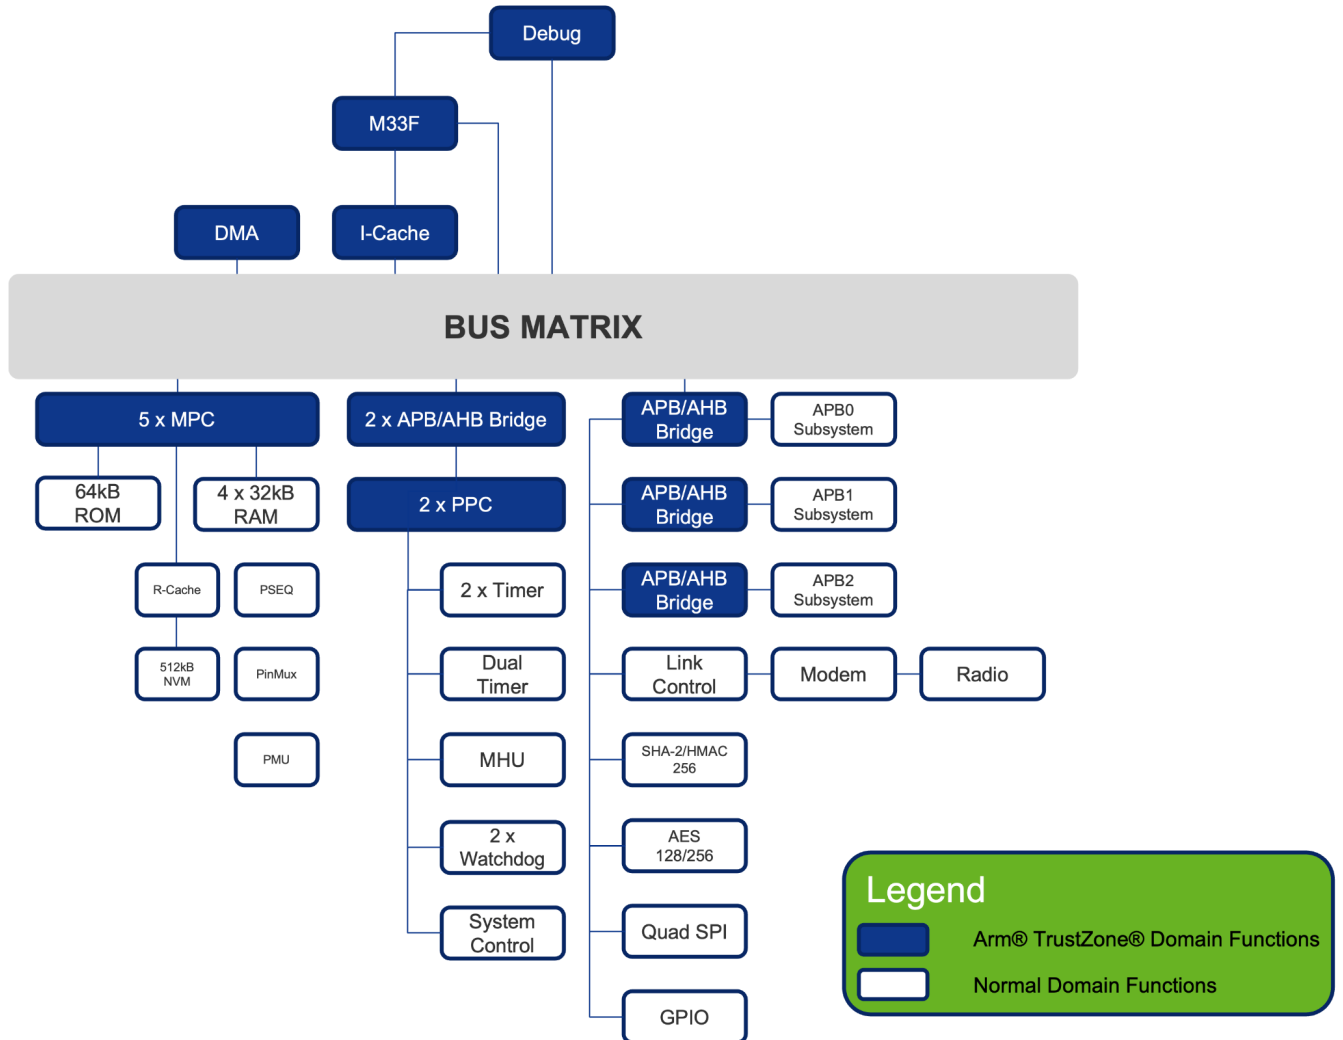 Debug
M33F
DMA
I-Cache
BUS MATRIX
5 x MPC
2 x APB/AHB Bridge
APB/AHB
Bridge
APB0
Subsystem
64kB
ROM
4 x 32kB
RAM
2 x PPC
APB/AHB
Bridge
APB1
Subsystem
R-Cache
PSEQ
2 x Timer
APB/AHB
Bridge
APB2
Subsystem
512kB
NVM
PinMux
Dual
Timer
Link
Control
Modem
Radio
PMU
MHU
SHA-2/HMAC
256
2 x
Watchdog
AES
128/256
System
Control
Quad SPI
GPIO
Legend
Arm® TrustZone® Domain Functions
Normal Domain Functions